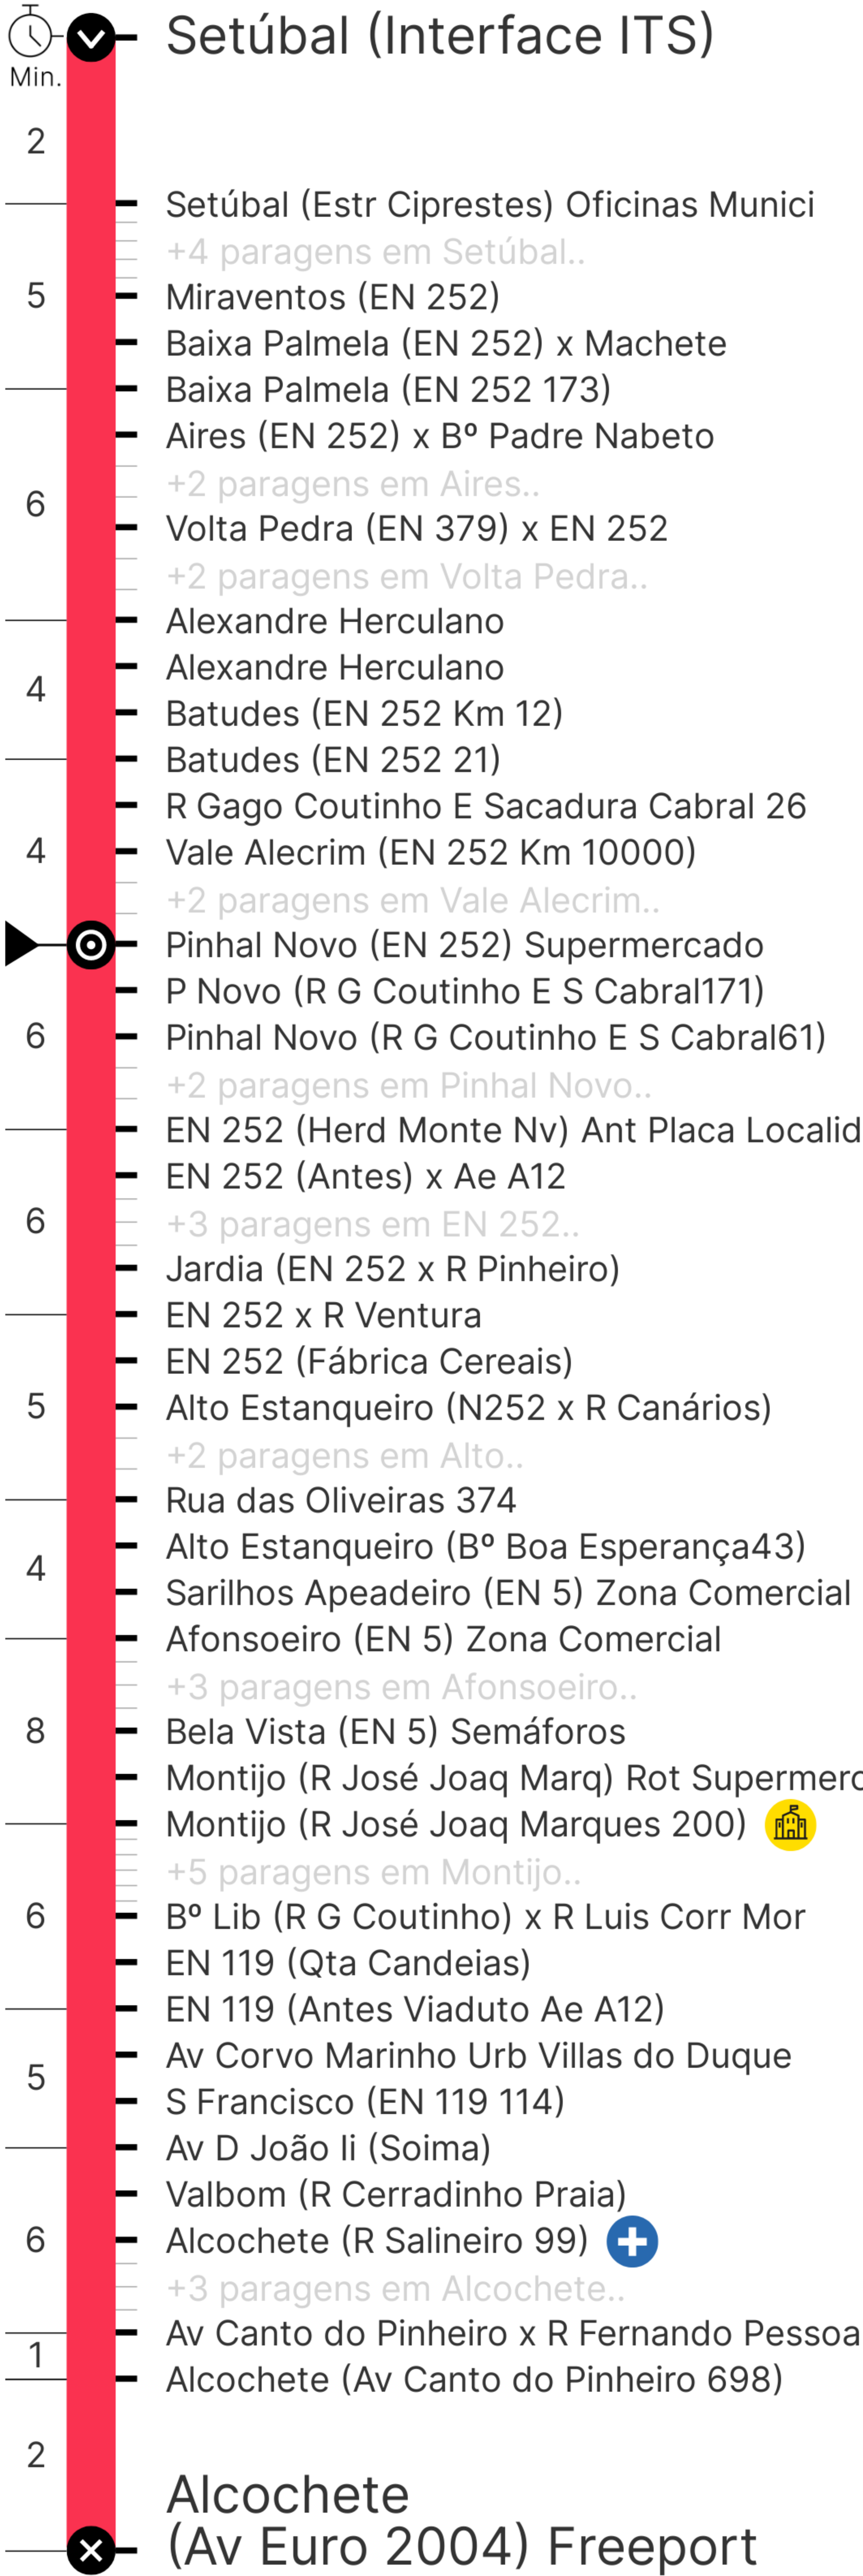 Setúbal (Interface ITS)
Min.
2
Setúbal (Estr Ciprestes) Oficinas Munici
+4 paragens em Setúbal..
5
Miraventos (EN 252)
Baixa Palmela (EN 252) x Machete
Baixa Palmela (EN 252 173)
Aires (EN 252) x Bº Padre Nabeto
+2 paragens em Aires..
6
Volta Pedra (EN 379) x EN 252
+2 paragens em Volta Pedra..
Alexandre Herculano
Alexandre Herculano
4
Batudes (EN 252 Km 12)
Batudes (EN 252 21)
R Gago Coutinho E Sacadura Cabral 26
4
Vale Alecrim (EN 252 Km 10000)
+2 paragens em Vale Alecrim..
Pinhal Novo (EN 252) Supermercado
P Novo (R G Coutinho E S Cabral171)
6
Pinhal Novo (R G Coutinho E S Cabral61)
+2 paragens em Pinhal Novo..
EN 252 (Herd Monte Nv) Ant Placa Localid
EN 252 (Antes) x Ae A12
6
+3 paragens em EN 252..
Jardia (EN 252 x R Pinheiro)
EN 252 x R Ventura
EN 252 (Fábrica Cereais)
5
Alto Estanqueiro (N252 x R Canários)
+2 paragens em Alto..
Rua das Oliveiras 374
Alto Estanqueiro (Bº Boa Esperança43)
4
Sarilhos Apeadeiro (EN 5) Zona Comercial
Afonsoeiro (EN 5) Zona Comercial
+3 paragens em Afonsoeiro..
8
Bela Vista (EN 5) Semáforos
Montijo (R José Joaq Marq) Rot Supermerc
Montijo (R José Joaq Marques 200)
+5 paragens em Montijo..
6
Bº Lib (R G Coutinho) x R Luis Corr Mor
EN 119 (Qta Candeias)
EN 119 (Antes Viaduto Ae A12)
Av Corvo Marinho Urb Villas do Duque
5
S Francisco (EN 119 114)
Av D João Ii (Soima)
Valbom (R Cerradinho Praia)
6
Alcochete (R Salineiro 99)
+3 paragens em Alcochete..
Av Canto do Pinheiro x R Fernando Pessoa
1
Alcochete (Av Canto do Pinheiro 698)
2
Alcochete
(Av Euro 2004) Freeport